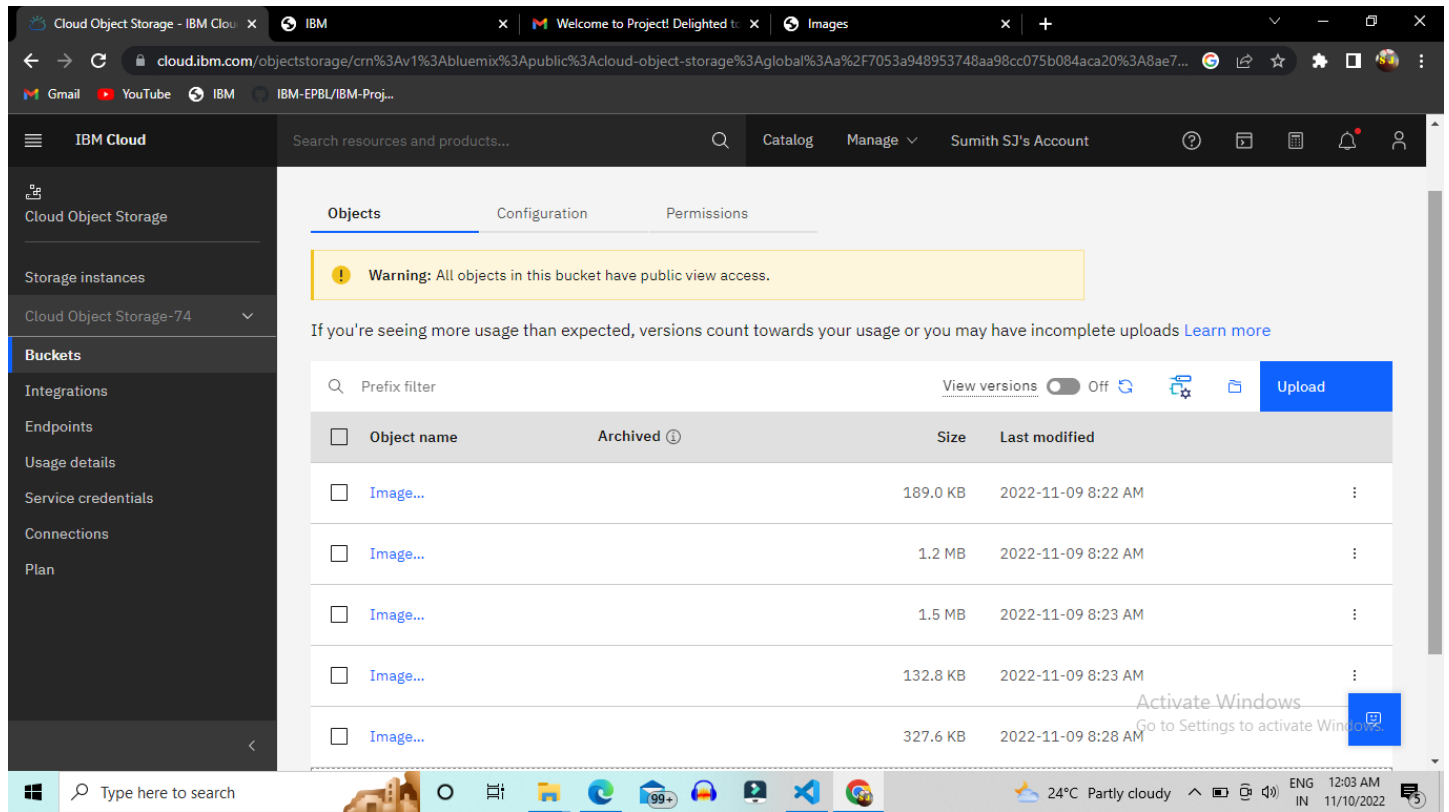 Cloud Object Storage - IBM Clou
IBM
Welcome to Project! Delighted to
Images
cloud.ibm.com/objectstorage/crn%3Av1%3Abluemix%3Apublic%3Acloud-object-storage%3Aglobal%3Aa%2F7053a948953748aa98cc075b084aca20%3A8ae7...
Gmail YouTube IBM IBM-EPBL/IBM-Proj...
IBM Cloud
Search resources and products...
Catalog Manage Sumith SJ's Account
Cloud Object Storage
Storage instances
Cloud Object Storage-74
Buckets
Integrations
Endpoints
Usage details
Service credentials
Connections
Plan
Objects Configuration Permissions
Warning: All objects in this bucket have public view access.
If you're seeing more usage than expected, versions count towards your usage or you may have incomplete uploads Learn more
Prefix filter View versions Off Upload
Object name Archived Size Last modified
Image... 189.0 KB 2022-11-09 8:22 AM
Image... 1.2 MB 2022-11-09 8:22 AM
Image... 1.5 MB 2022-11-09 8:23 AM
Image... 132.8 KB 2022-11-09 8:23 AM
Image... 327.6 KB 2022-11-09 8:28 AM
Activate Windows
Go to Settings to activate Windows.
Type here to search
99+
24°C Partly cloudy
ENG
IN
12:03 AM
11/10/2022
5